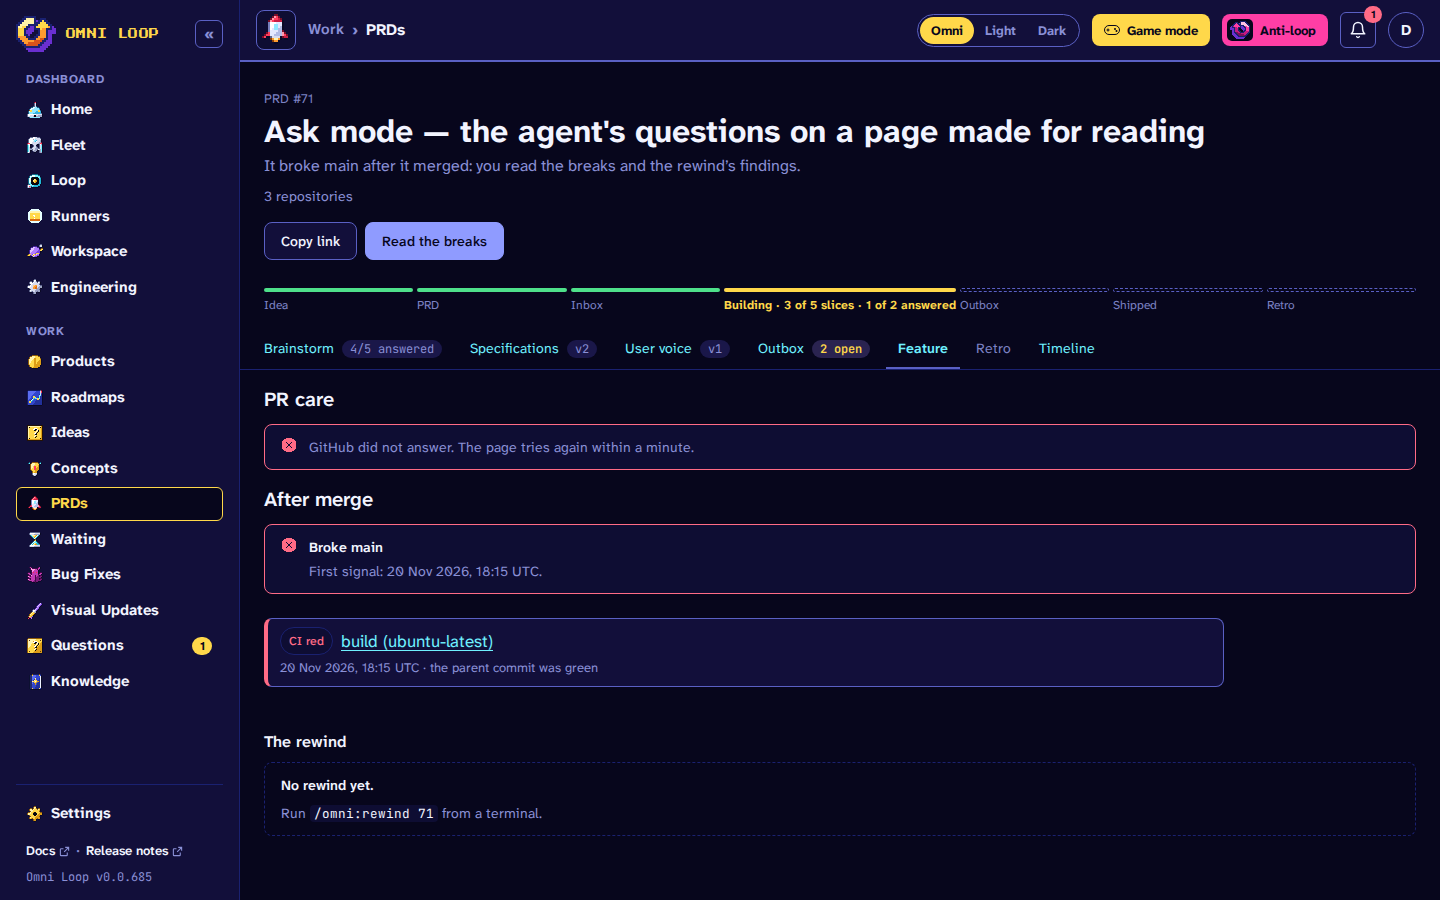 OMNI LOOP
«
DASHBOARD
Home
Fleet
Loop
Runners
Workspace
Engineering
WORK
Products
Roadmaps
Ideas
Concepts
PRDs
Waiting
Bug Fixes
Visual Updates
Questions 1
Knowledge
Settings
Docs · Release notes
Omni Loop v0.0.685
Work › PRDs
Omni Light Dark
Game mode
Anti-loop
1
D
PRD #71
Ask mode — the agent's questions on a page made for reading
It broke main after it merged: you read the breaks and the rewind's findings.
3 repositories
Copy link
Read the breaks
Idea PRD Inbox Building · 3 of 5 slices · 1 of 2 answered Outbox Shipped Retro
Brainstorm 4/5 answered Specifications v2 User voice v1 Outbox 2 open Feature Retro Timeline
PR care
GitHub did not answer. The page tries again within a minute.
After merge
Broke main
First signal: 20 Nov 2026, 18:15 UTC.
CI red build (ubuntu-latest)
20 Nov 2026, 18:15 UTC · the parent commit was green
The rewind
No rewind yet.
Run /omni:rewind 71 from a terminal.